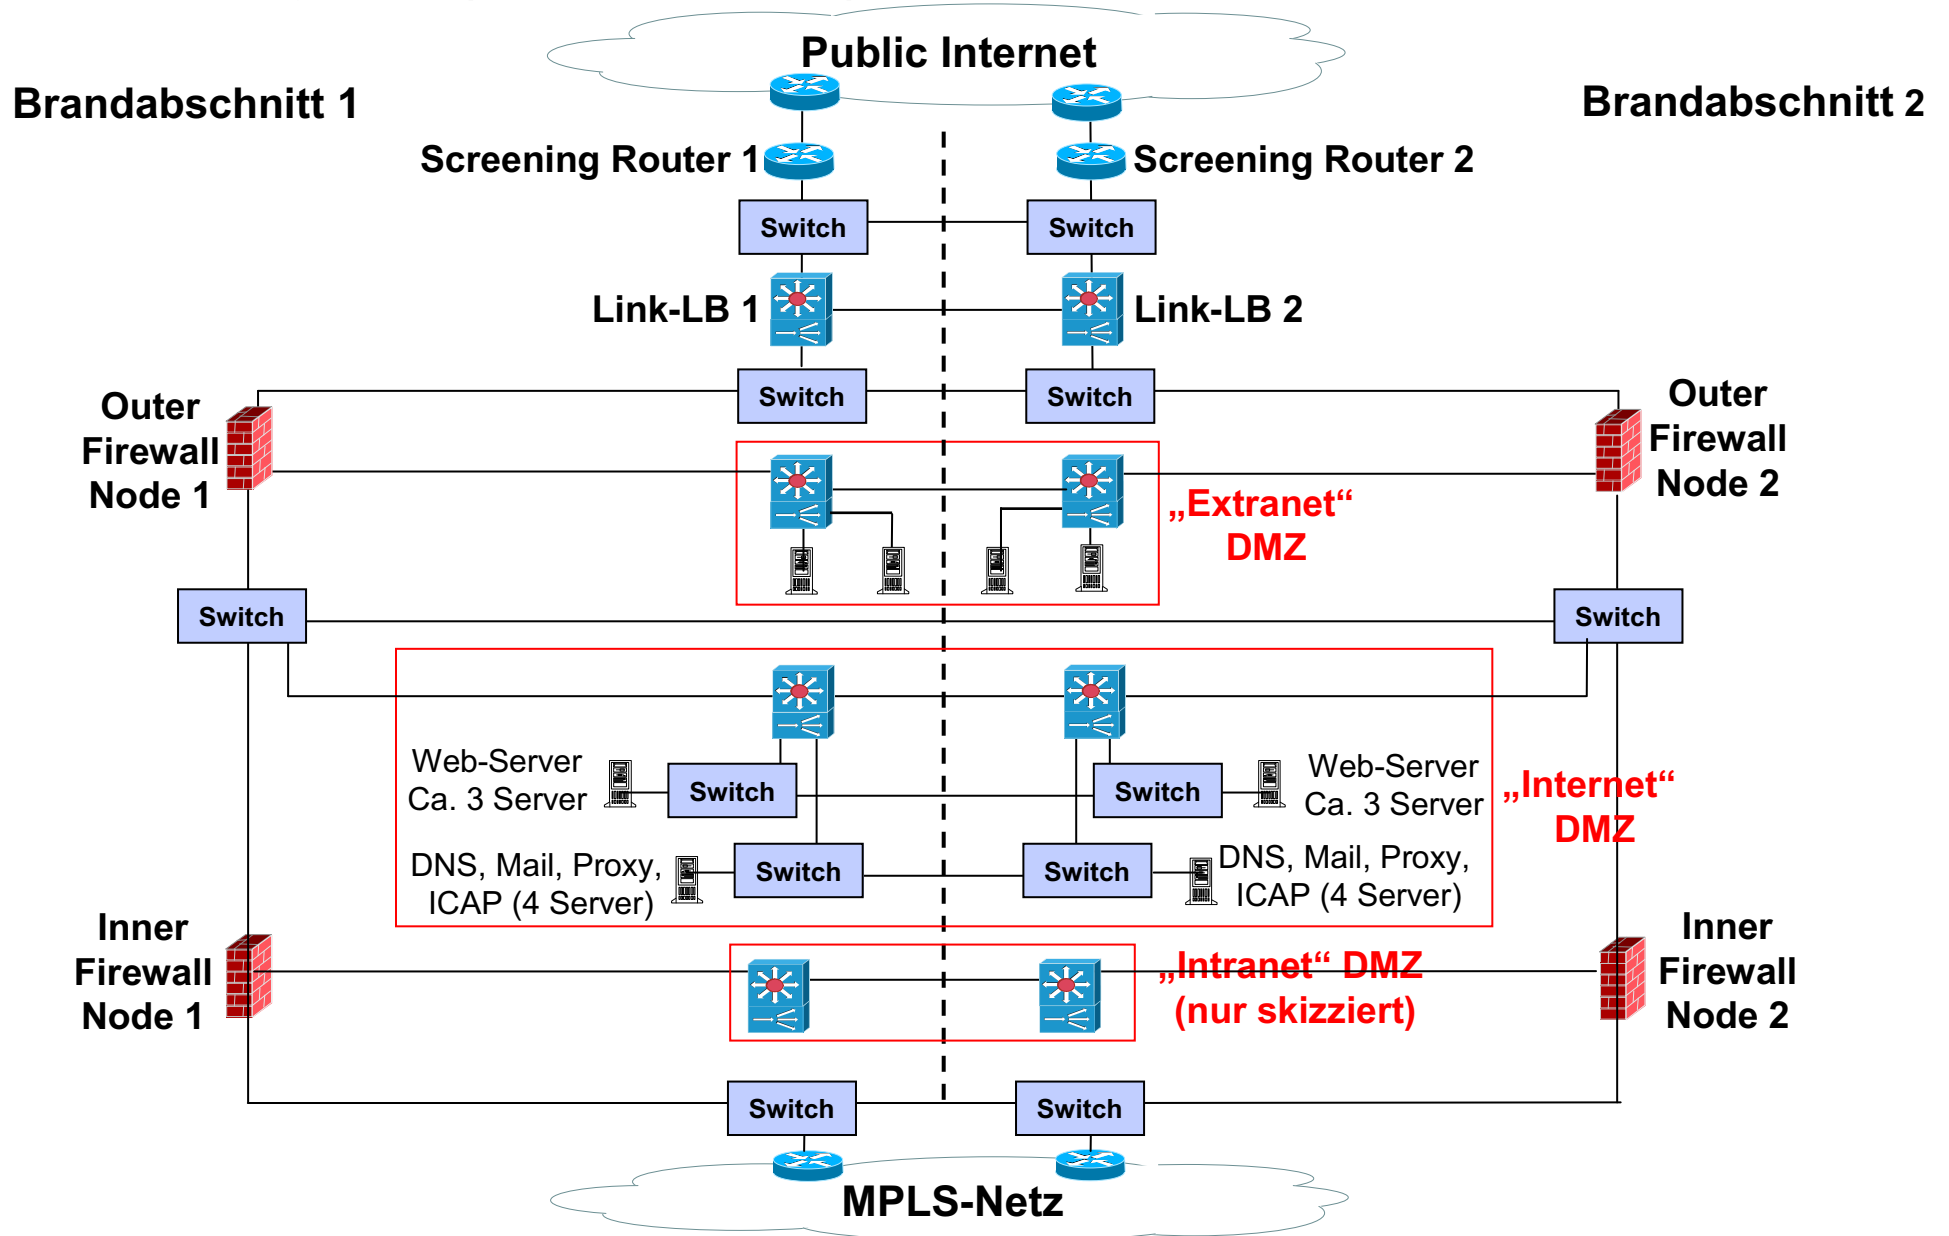 Public Internet
Brandabschnitt 1
Brandabschnitt 2
Screening Router 1
Screening Router 2
Switch
Switch
Link-LB 1
Link-LB 2
Switch
Switch
Outer
Firewall
Node 1
Outer
Firewall
Node 2
„Extranet“
DMZ
Switch
Switch
Web-Server
Ca. 3 Server
Switch
Switch
Web-Server
Ca. 3 Server
„Internet“
DMZ
DNS, Mail, Proxy,
ICAP (4 Server)
Switch
Switch
DNS, Mail, Proxy,
ICAP (4 Server)
Inner
Firewall
Node 1
„Intranet“ DMZ
(nur skizziert)
Inner
Firewall
Node 2
Switch
Switch
MPLS-Netz